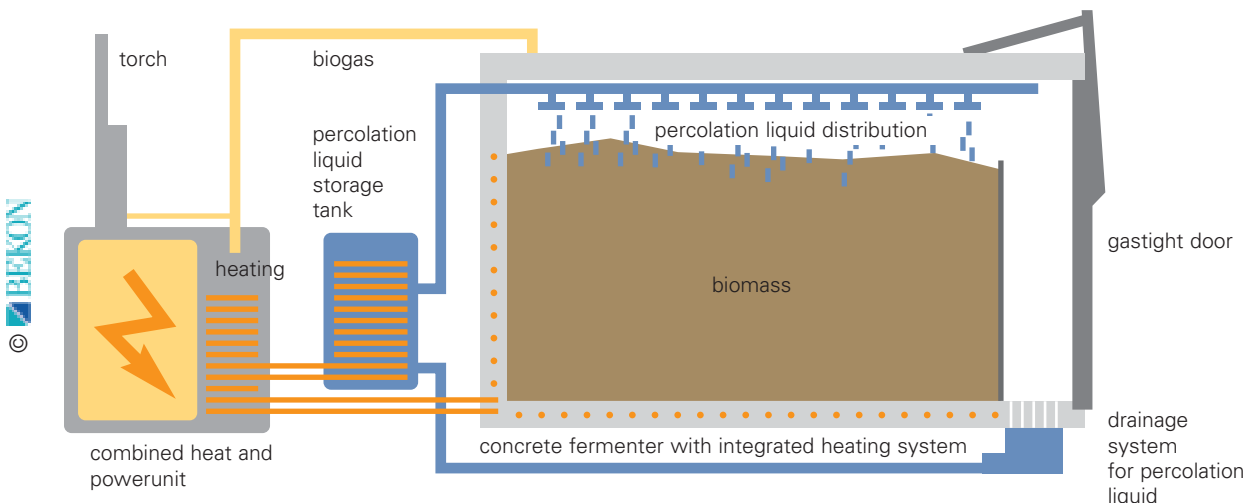 torch
biogas
percolation
liquid
storage
tank
percolation liquid distribution
heating
biomass
gastight door
© BEKON
combined heat and
powerunit
concrete fermenter with integrated heating system
drainage
system
for percolation
liquid